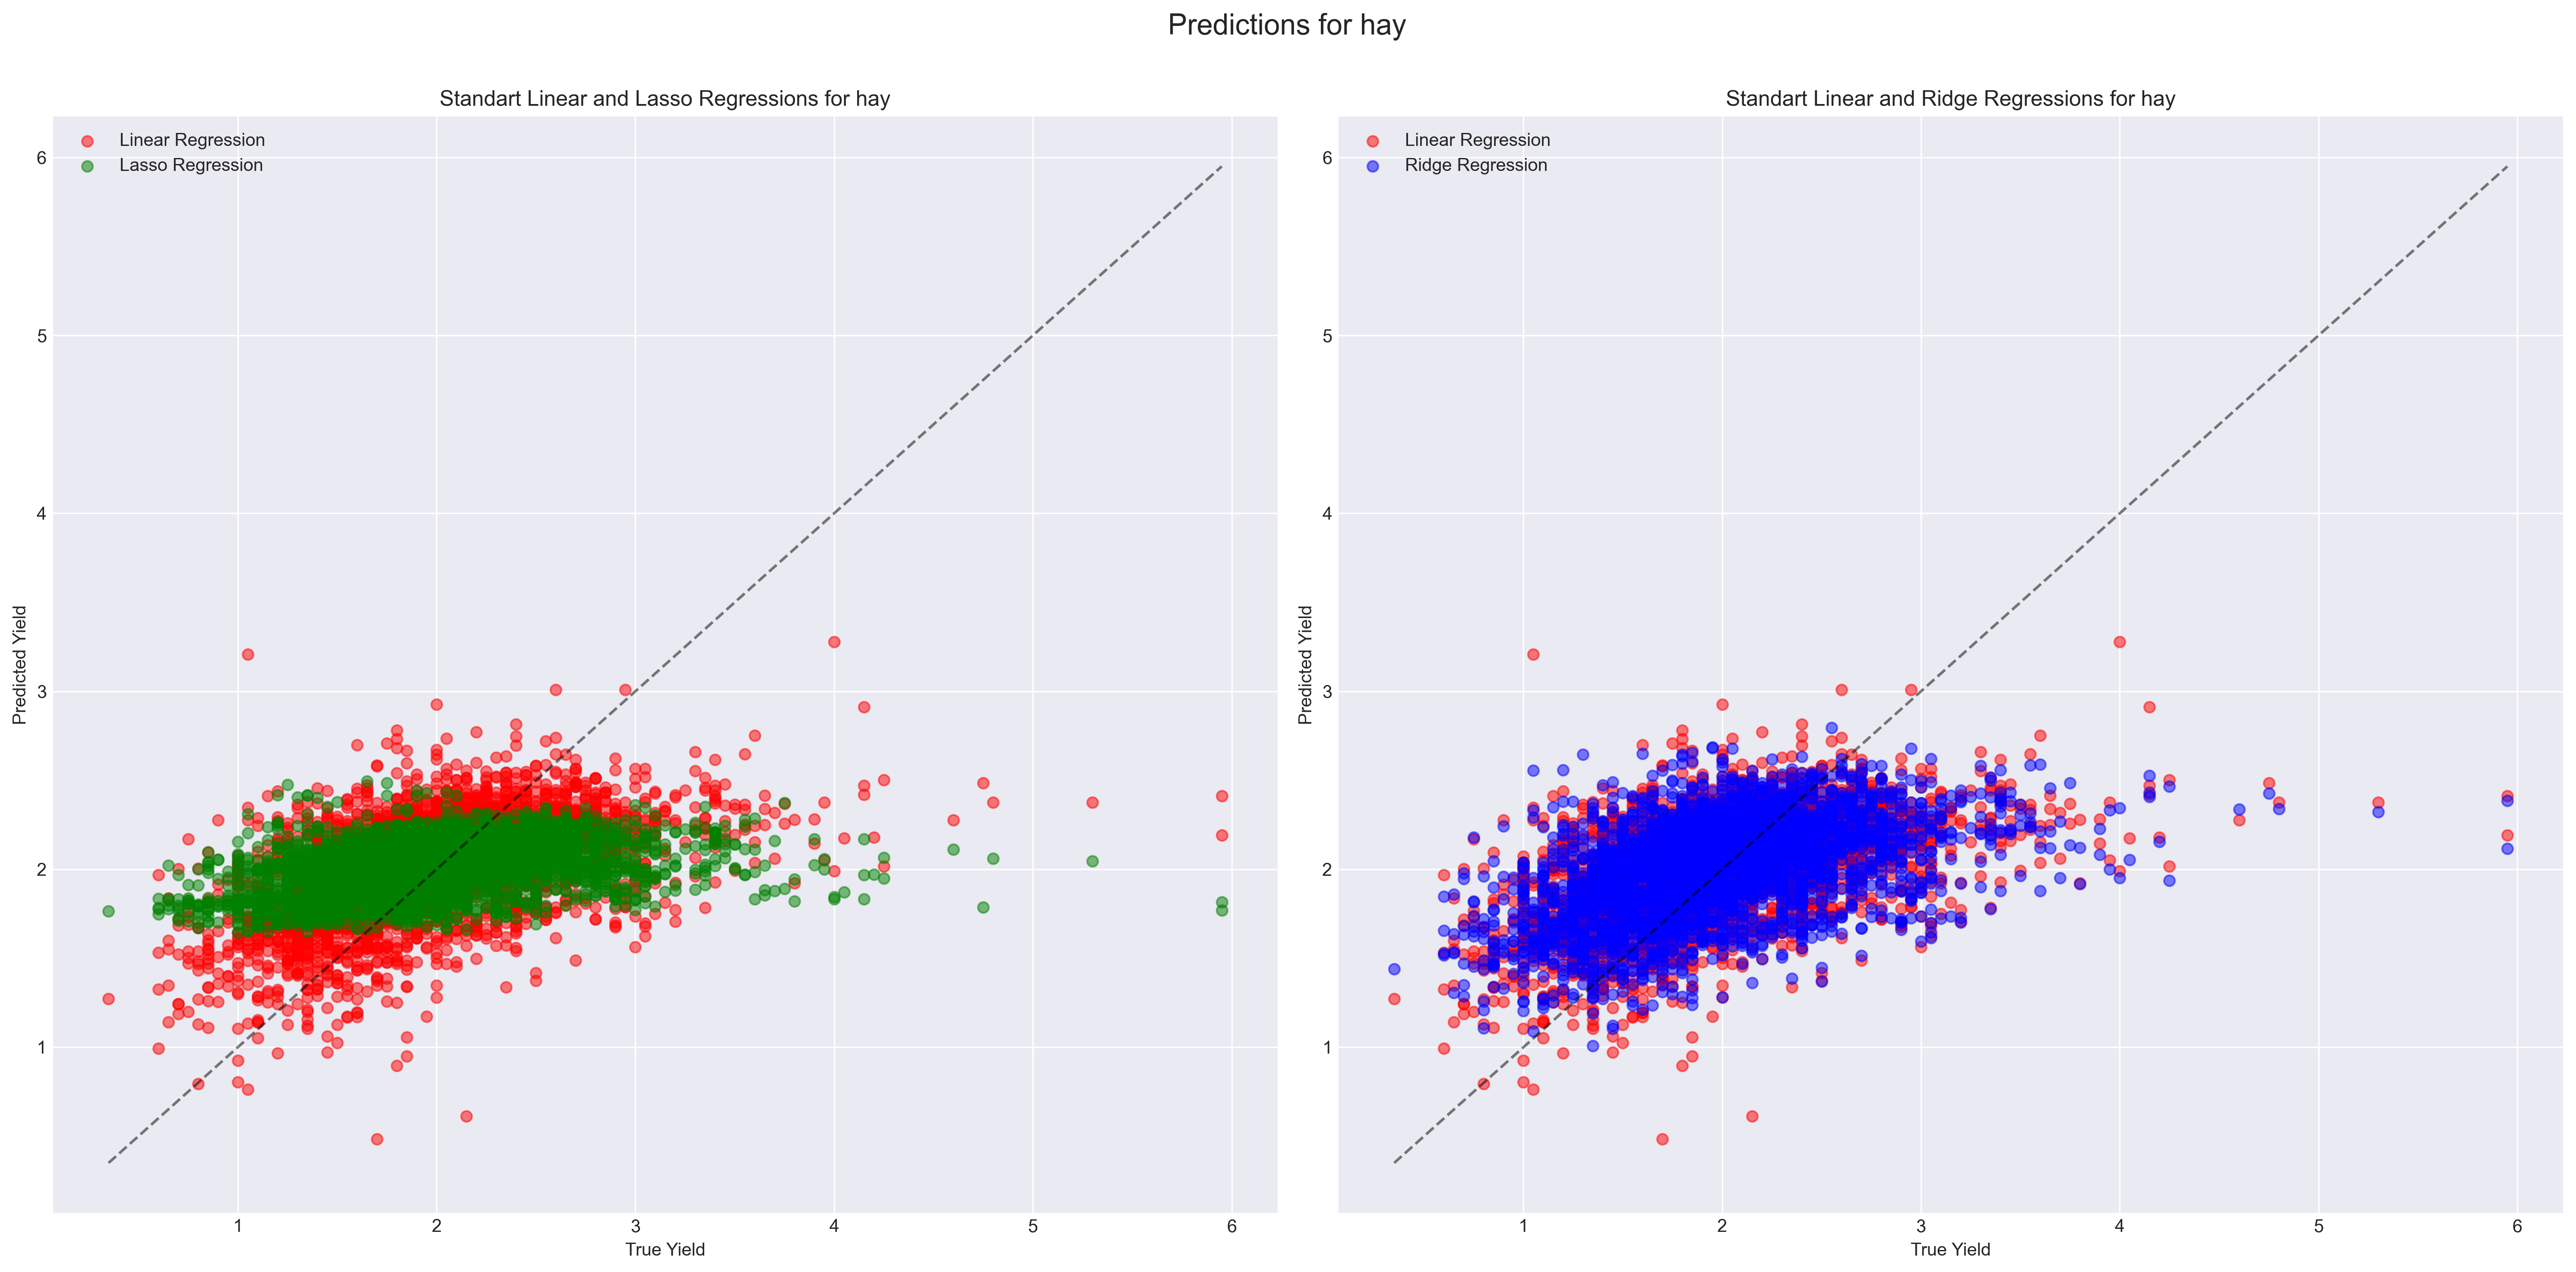 Predictions for hay
Standart Linear and Lasso Regressions for hay
Linear Regression
Lasso Regression
6
5
4
3
2
1
Predicted Yield
1 2 3 4 5 6
True Yield
Standart Linear and Ridge Regressions for hay
Linear Regression
Ridge Regression
6
5
4
3
2
1
Predicted Yield
1 2 3 4 5 6
True Yield